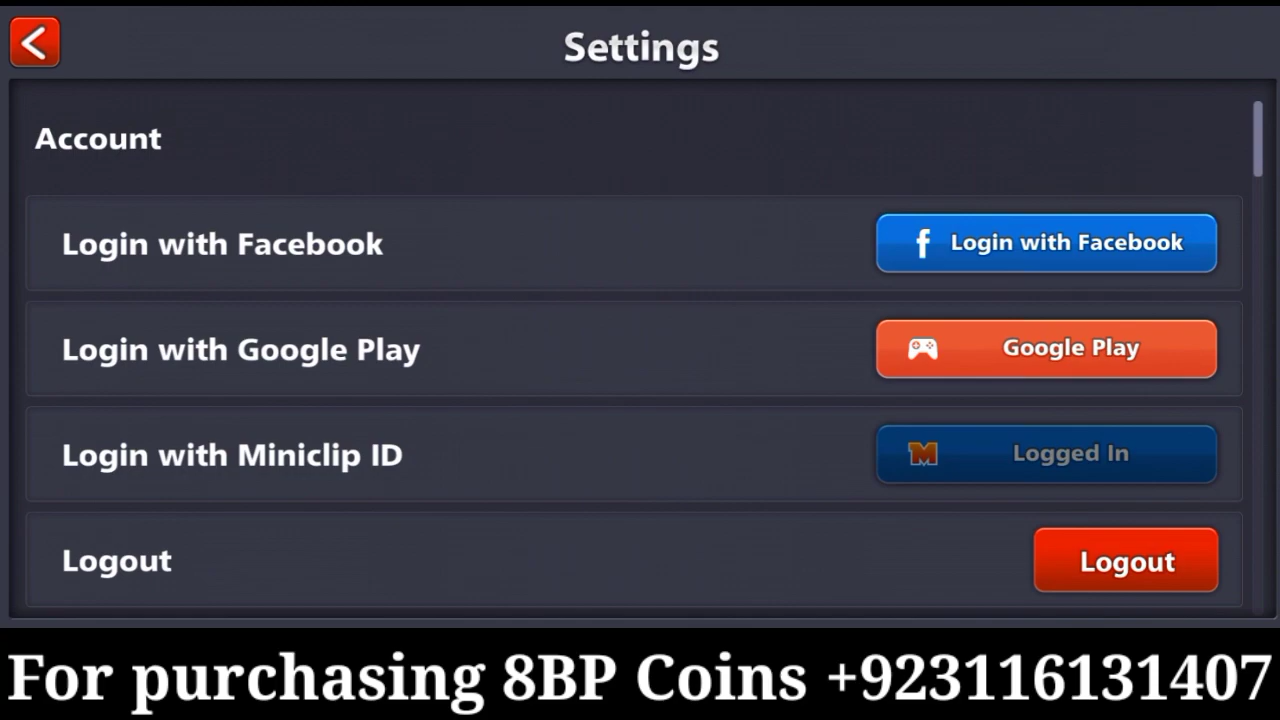 Settings
Account
Login with Facebook
f Login with Facebook
Login with Google Play
Google Play
Login with Miniclip ID
M Logged In
Logout
Logout
For purchasing 8BP Coins +923116131407